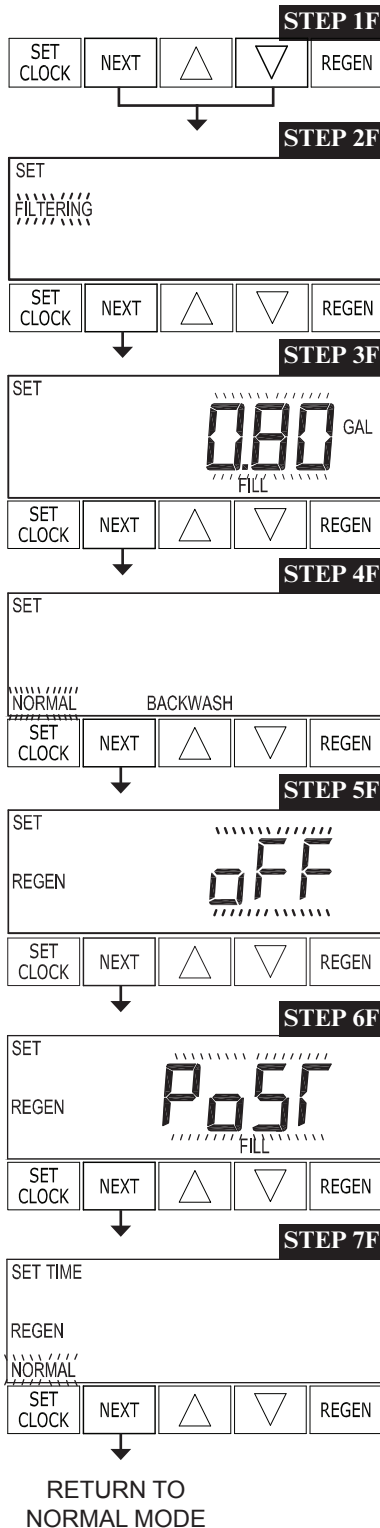 STEP 1F
SET CLOCK NEXT REGEN
STEP 2F
SET
FILTERING
SET CLOCK NEXT REGEN
STEP 3F
SET
0.80 GAL
FILL
SET CLOCK NEXT REGEN
STEP 4F
SET
NORMAL BACKWASH
SET CLOCK NEXT REGEN
STEP 5F
SET
REGEN oFF
SET CLOCK NEXT REGEN
STEP 6F
SET
REGEN PoST
FILL
SET CLOCK NEXT REGEN
STEP 7F
SET TIME
REGEN
NORMAL
SET CLOCK NEXT REGEN
RETURN TO
NORMAL MODE